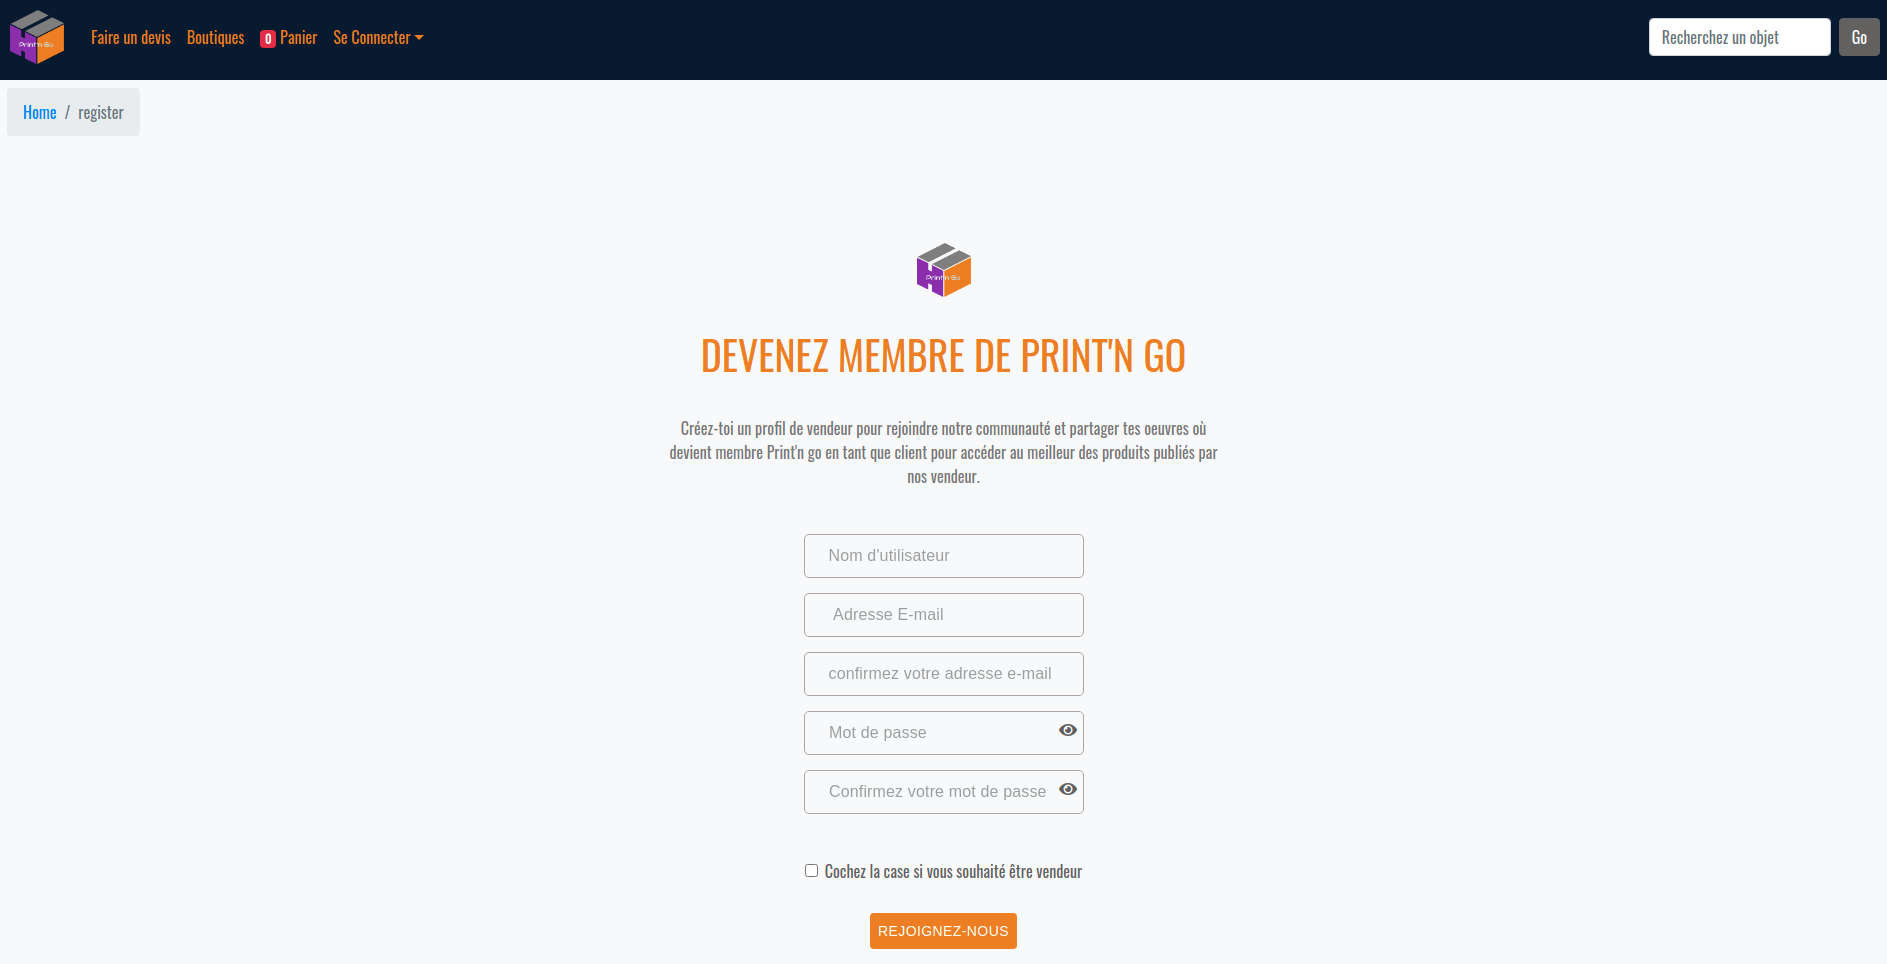 Print'n Go
Faire un devis Boutiques 0 Panier Se Connecter
Recherchez un objet Go
Home / register
Print'n Go
DEVENEZ MEMBRE DE PRINT'N GO
Créez-toi un profil de vendeur pour rejoindre notre communauté et partager tes oeuvres où
devient membre Print'n go en tant que client pour accéder au meilleur des produits publiés par
nos vendeur.
Nom d'utilisateur
Adresse E-mail
confirmez votre adresse e-mail
Mot de passe
Confirmez votre mot de passe
Cochez la case si vous souhaité être vendeur
REJOIGNEZ-NOUS